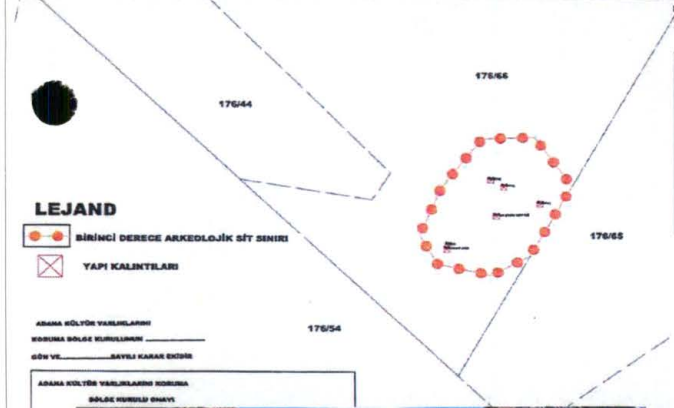 176/66
176/44
176/65
LEJAND
BİRİNCİ DERECE ARKEOLOJİK SİT SINIRI
YAPI KALINTILARI
176/54
ADANA KÜLTÜR VARLIKLARINI
KORUMA BÖLGE KURULUNUN
GÜN VE SAYILI KARAR EKİDİR
ADANA KÜLTÜR VARLIKLARINI KORUMA
BÖLGE KURULU ONAYI